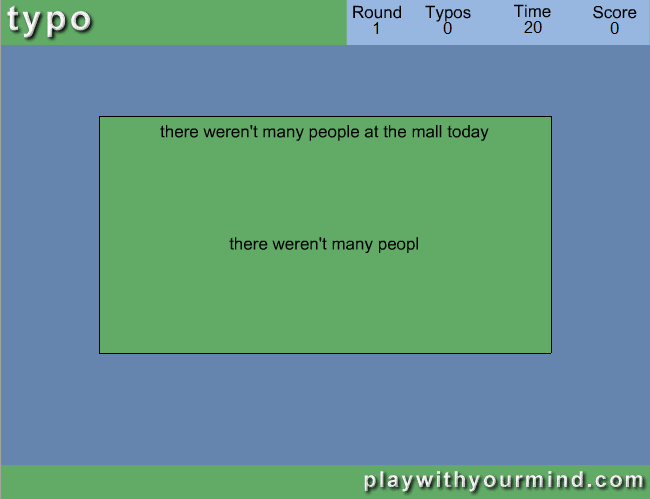 typo
Round Typos Time Score
1 0 20 0
there weren't many people at the mall today
there weren't many peopl
playwithyourmind.com